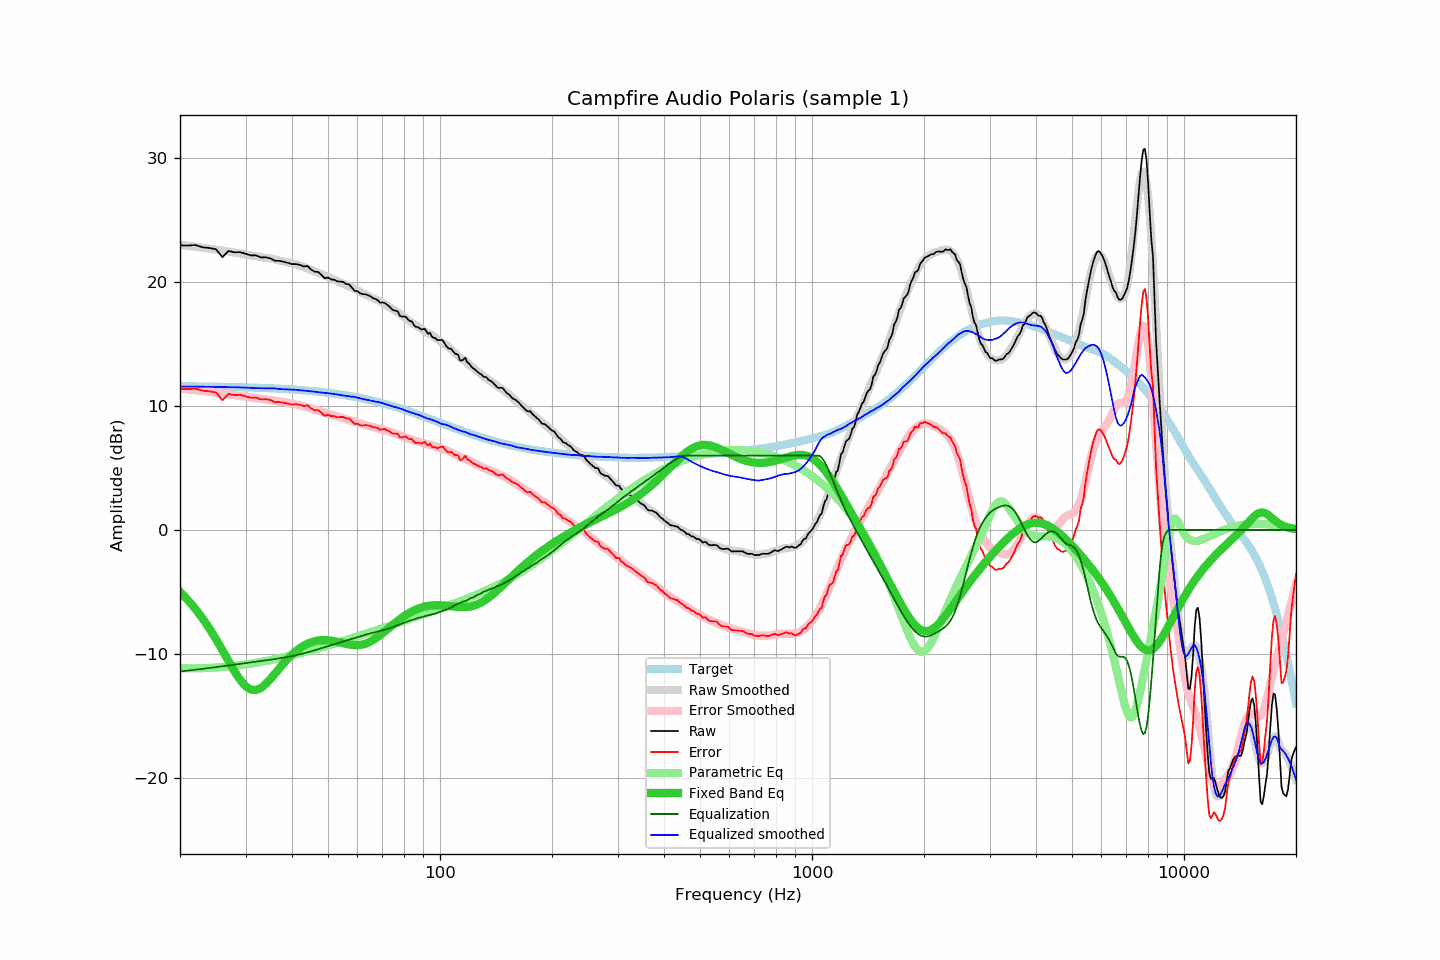 Campfire Audio Polaris (sample 1)
30
20
10
0
−10
−20
Amplitude (dBr)
Target
Raw Smoothed
Error Smoothed
Raw
Error
Parametric Eq
Fixed Band Eq
Equalization
Equalized smoothed
100
1000
10000
Frequency (Hz)